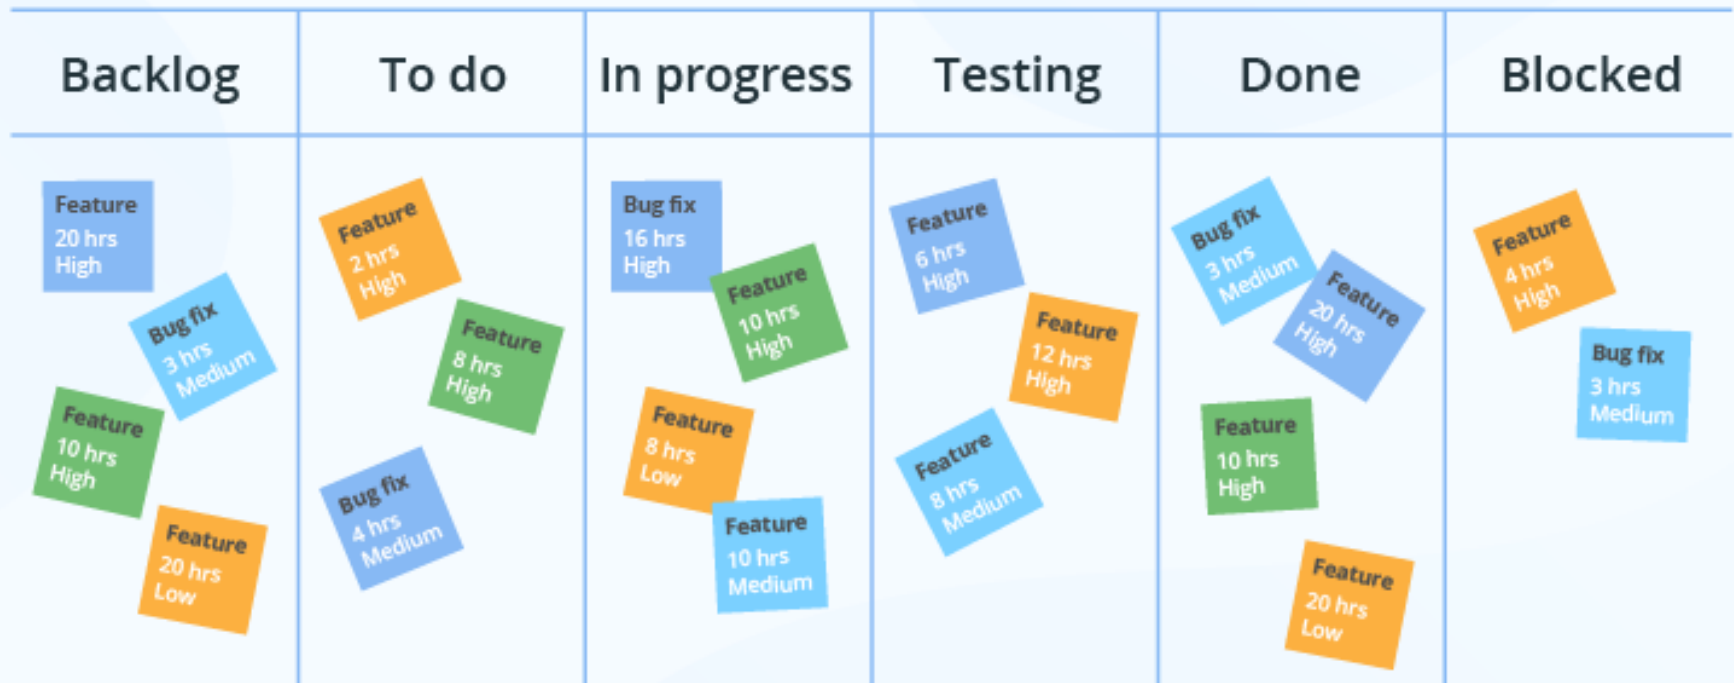 Backlog
To do
In progress
Testing
Done
Blocked
Feature
20 hrs
High
Bug fix
3 hrs
Medium
Feature
10 hrs
High
Feature
20 hrs
Low
Feature
2 hrs
High
Feature
8 hrs
High
Bug fix
4 hrs
Medium
Bug fix
16 hrs
High
Feature
10 hrs
High
Feature
8 hrs
Low
Feature
10 hrs
Medium
Feature
6 hrs
High
Feature
12 hrs
High
Feature
8 hrs
Medium
Bug fix
3 hrs
Medium
Feature
20 hrs
High
Feature
10 hrs
High
Feature
20 hrs
Low
Feature
4 hrs
High
Bug fix
3 hrs
Medium